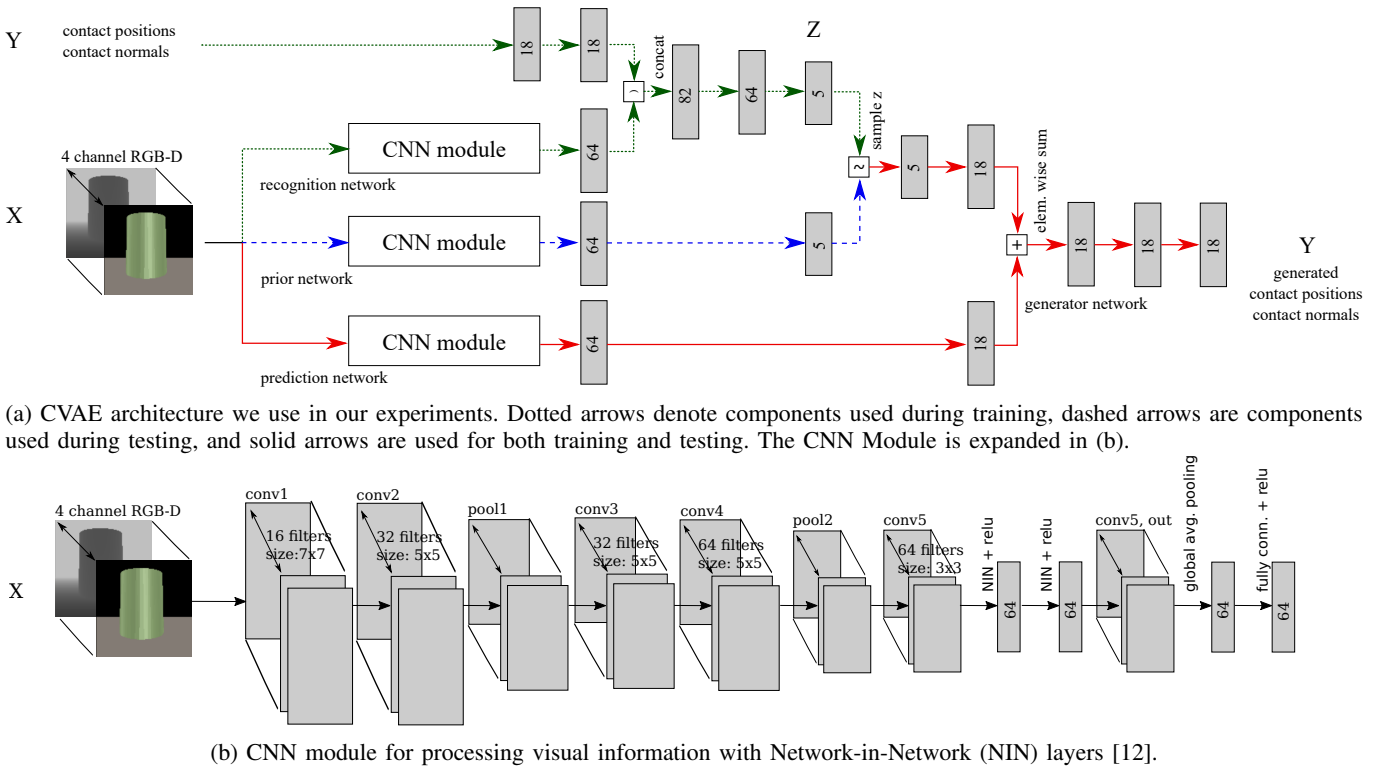 Y
contact positions
contact normals
18
18
concat
82
64
Z
5
sample z
~
5
18
elem. wise sum
+
18
18
18
Y
generated
contact positions
contact normals
X
4 channel RGB-D
CNN module
64
recognition network
CNN module
64
5
prior network
CNN module
64
18
prediction network
generator network
(a) CVAE architecture we use in our experiments. Dotted arrows denote components used during training, dashed arrows are components
used during testing, and solid arrows are used for both training and testing. The CNN Module is expanded in (b).
X
4 channel RGB-D
conv1
16 filters
size:7x7
conv2
32 filters
size: 5x5
pool1
conv3
32 filters
size: 5x5
conv4
64 filters
size: 5x5
pool2
conv5
64 filters
size: 3x3
NIN + relu
64
NIN + relu
64
conv5, out
global avg. pooling
64
fully conn. + relu
64
(b) CNN module for processing visual information with Network-in-Network (NIN) layers [12].